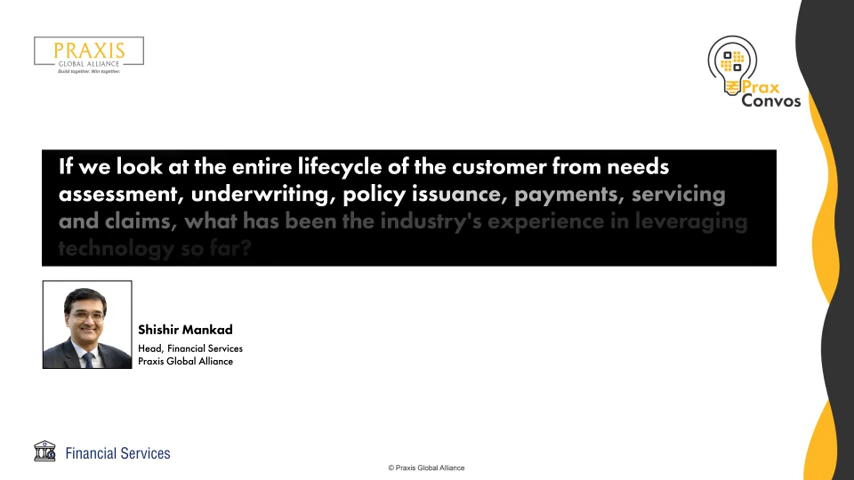 PRAXIS
GLOBAL ALLIANCE
Build together. Win together.
Prax
Convos
If we look at the entire lifecycle of the customer from needs
assessment, underwriting, policy issuance, payments, servicing
and claims, what has been the industry's experience in leveraging
technology so far?
Shishir Mankad
Head, Financial Services
Praxis Global Alliance
Financial Services
© Praxis Global Alliance